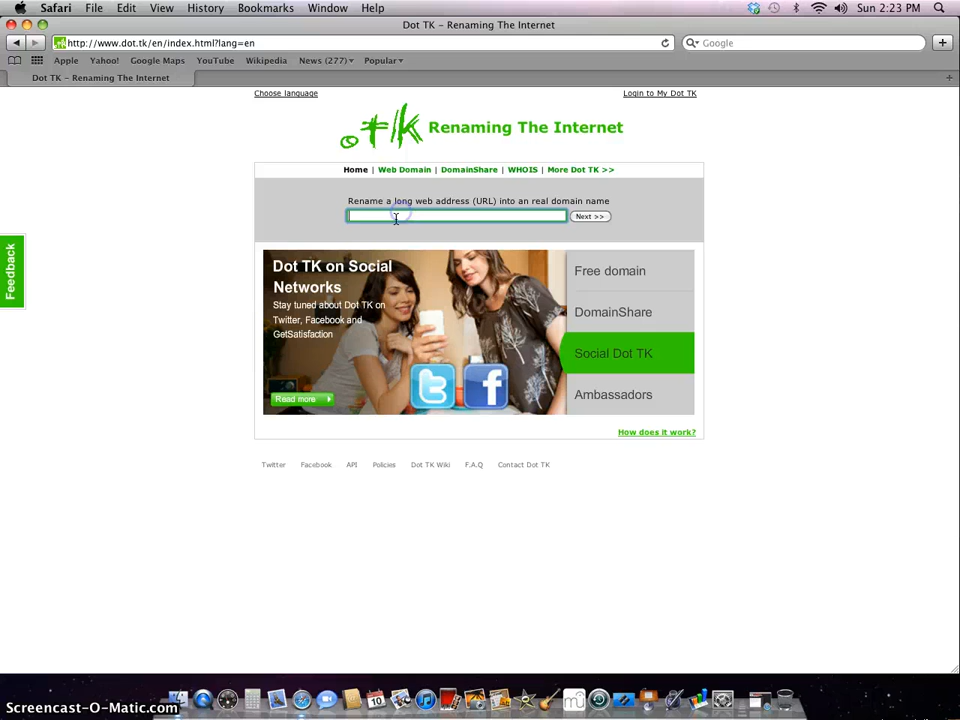 Safari File Edit View History Bookmarks Window Help Sun 2:23 PM
Dot TK – Renaming The Internet
http://www.dot.tk/en/index.html?lang=en Google
Apple Yahoo! Google Maps YouTube Wikipedia News (277)▾ Popular▾
Dot TK – Renaming The Internet
Choose language Login to My Dot TK
.tk Renaming The Internet
Home | Web Domain | DomainShare | WHOIS | More Dot TK >>
Rename a long web address (URL) into an real domain name
Next >>
Feedback
Dot TK on Social
Networks
Stay tuned about Dot TK on
Twitter, Facebook and
GetSatisfaction
Read more
Free domain
DomainShare
Social Dot TK
Ambassadors
How does it work?
Twitter Facebook API Policies Dot TK Wiki F.A.Q Contact Dot TK
Screencast-O-Matic.com